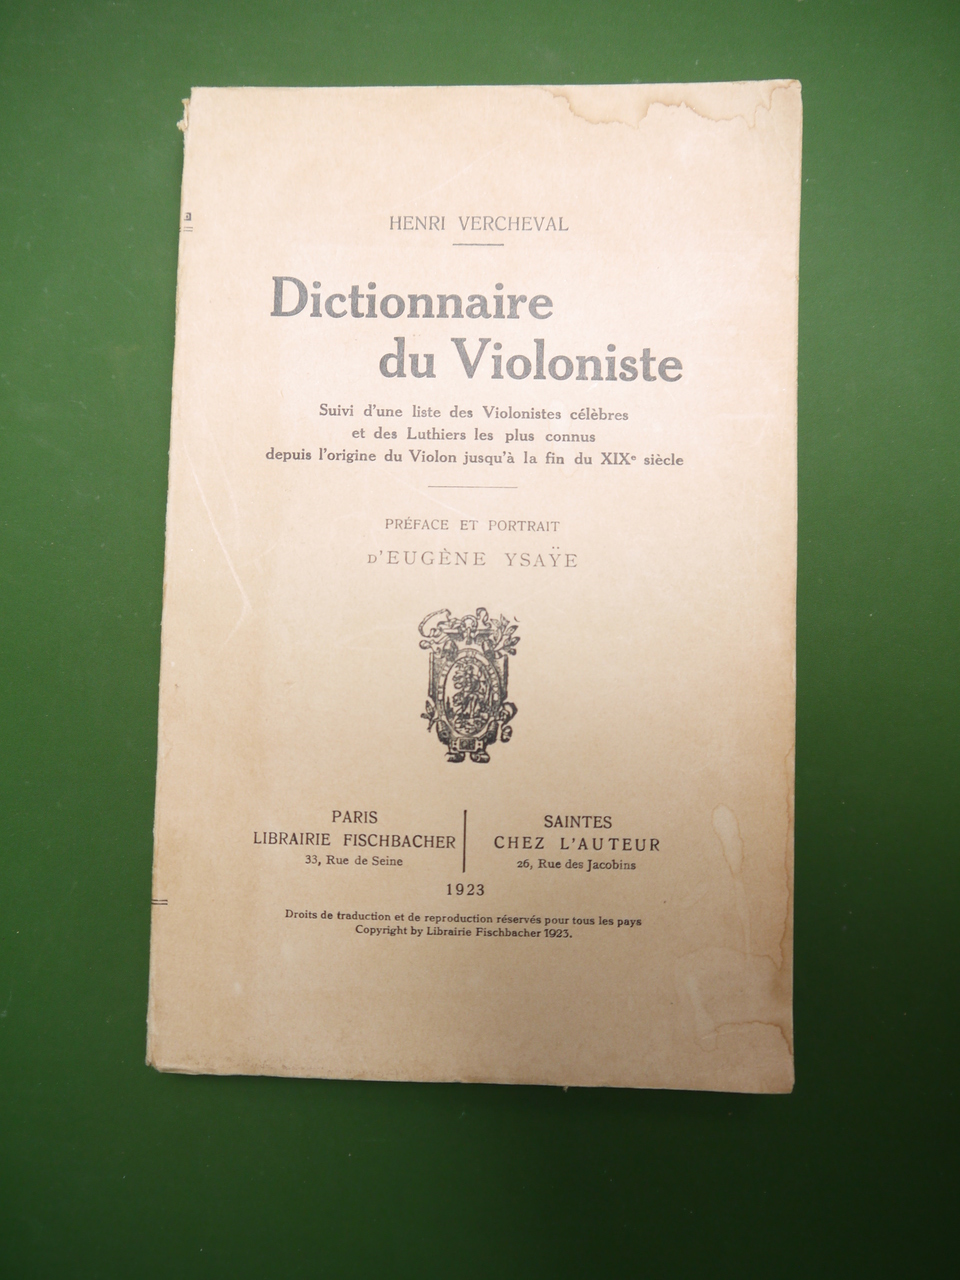 HENRI VERCHEVAL
Dictionnaire
du Violoniste
Suivi d'une liste des Violonistes célèbres
et des Luthiers les plus connus
depuis l'origine du Violon jusqu'à la fin du XIXe siècle
PRÉFACE ET PORTRAIT
D'EUGÈNE YSAŸE
PARIS
LIBRAIRIE FISCHBACHER
33, Rue de Seine
SAINTES
CHEZ L'AUTEUR
26, Rue des Jacobins
1923
Droits de traduction et de reproduction réservés pour tous les pays
Copyright by Librairie Fischbacher 1923.